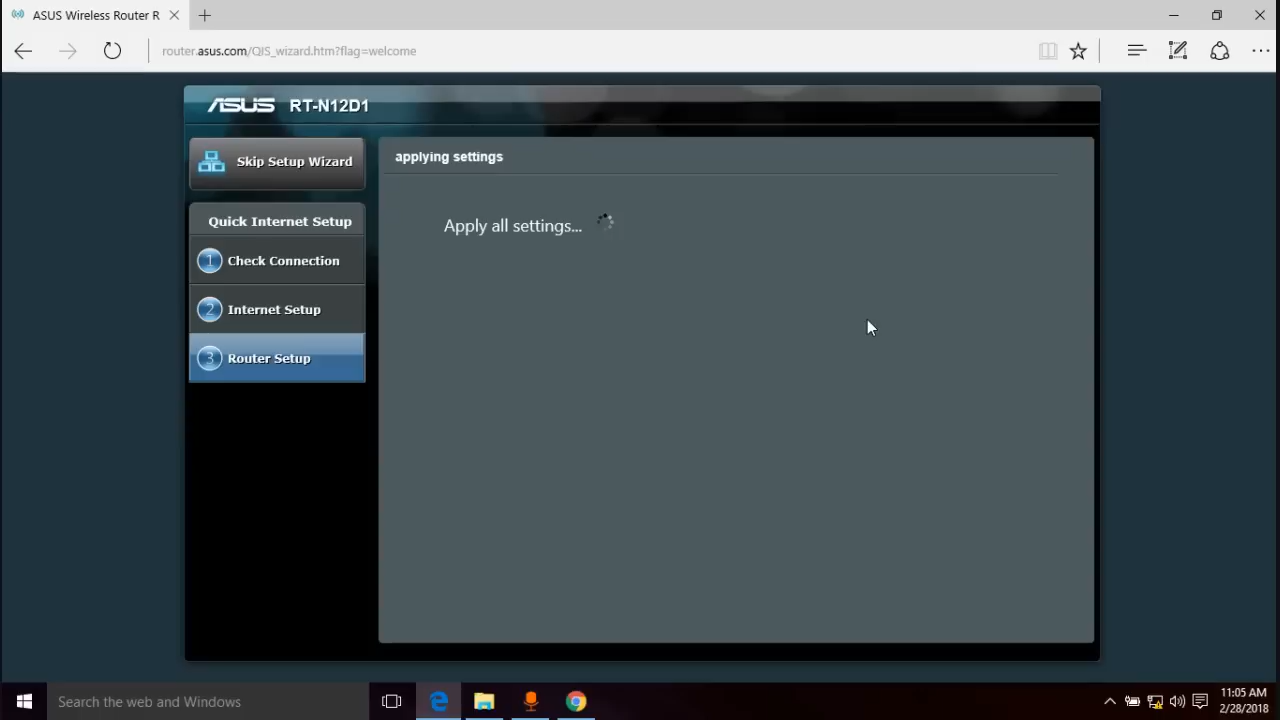 ASUS Wireless Router R
router.asus.com/QIS_wizard.htm?flag=welcome
ASUS RT-N12D1
Skip Setup Wizard
applying settings
Quick Internet Setup
Apply all settings...
1 Check Connection
2 Internet Setup
3 Router Setup
Search the web and Windows
11:05 AM
2/28/2018